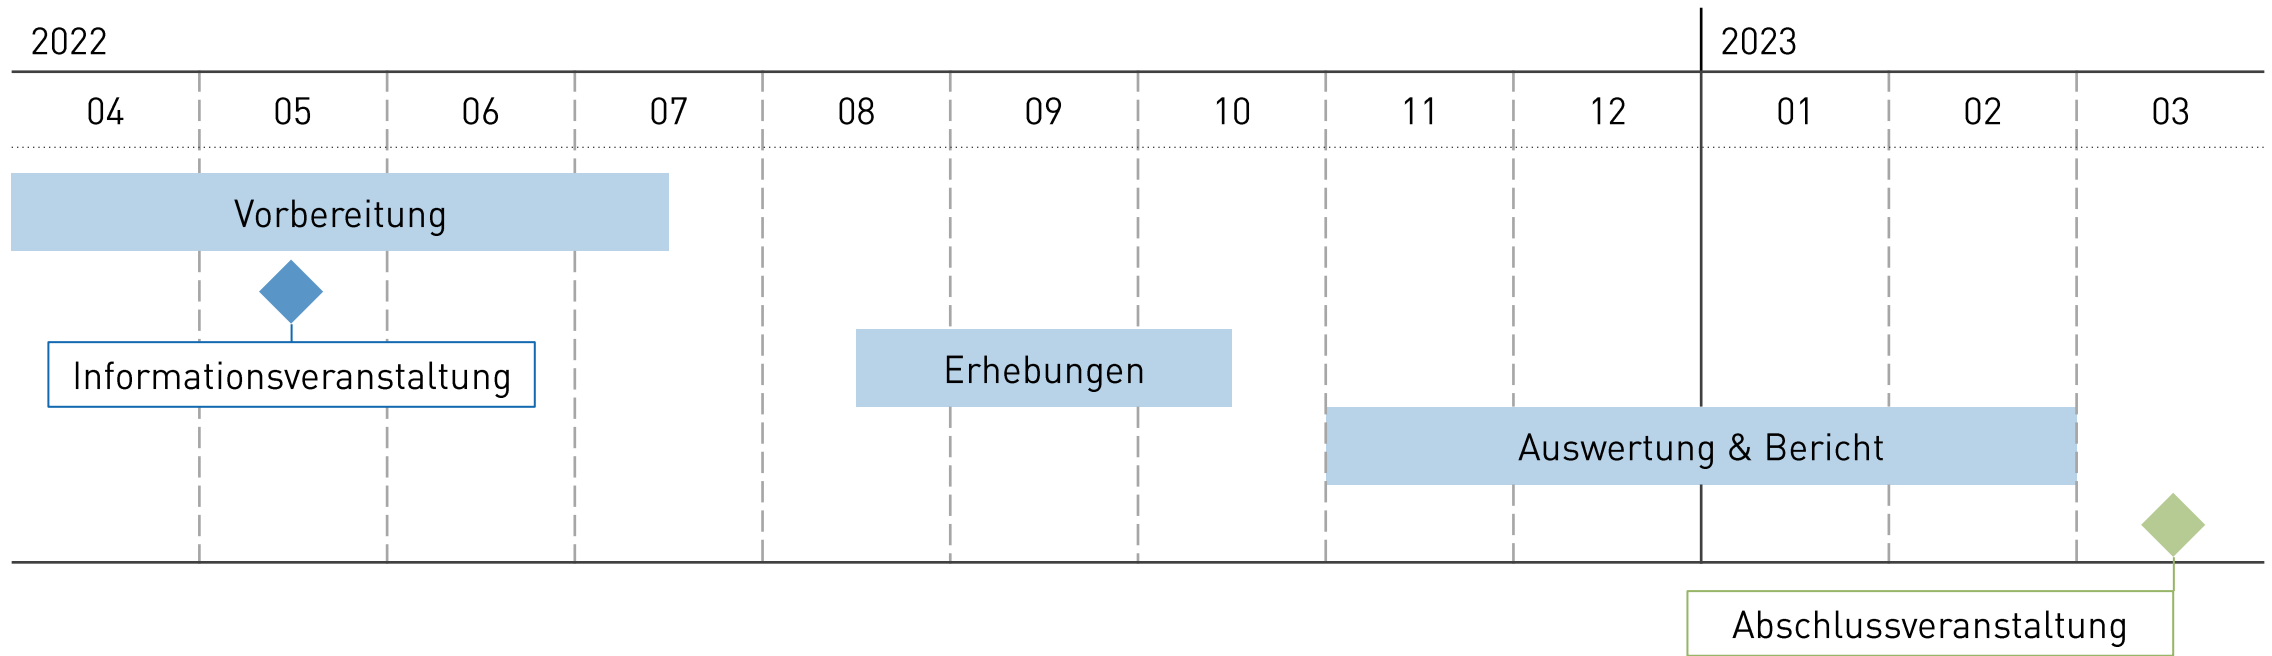 2022 2023
04 05 06 07 08 09 10 11 12 01 02 03
Vorbereitung
Informationsveranstaltung
Erhebungen
Auswertung & Bericht
Abschlussveranstaltung